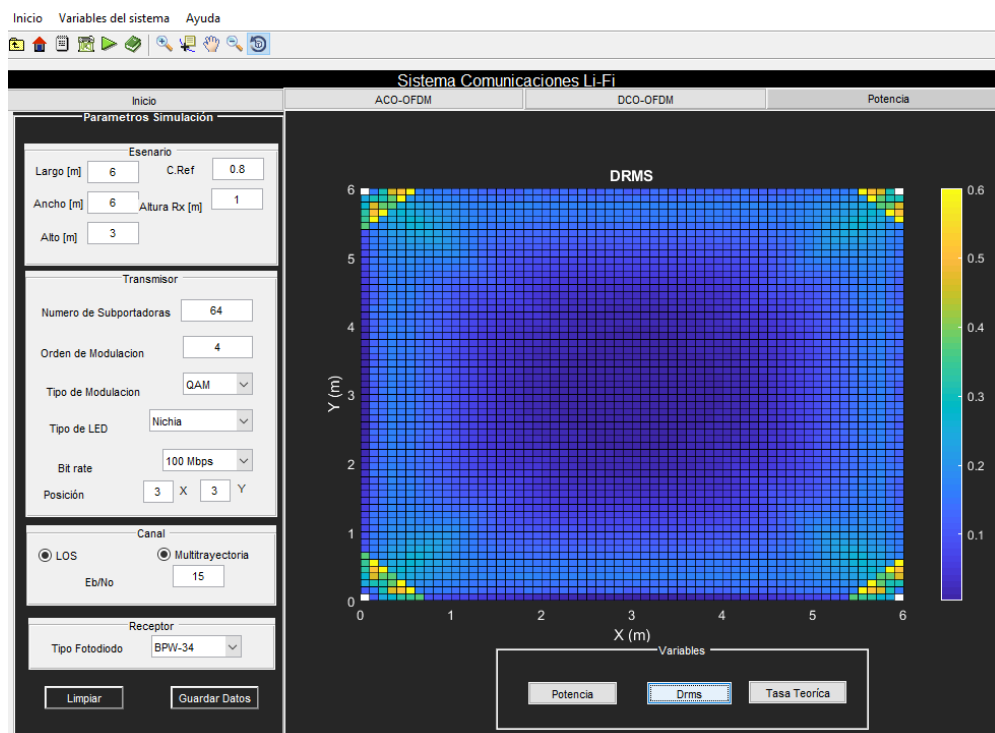 Inicio Variables del sistema Ayuda
Sistema Comunicaciones Li-Fi
Inicio ACO-OFDM DCO-OFDM Potencia
Parametros Simulación
Esenario
Largo [m] 6 C.Ref 0.8
Ancho [m] 6 Altura Rx [m] 1
Alto [m] 3
Transmisor
Numero de Subportadoras 64
Orden de Modulacion 4
Tipo de Modulacion QAM
Tipo de LED Nichia
Bit rate 100 Mbps
Posición 3 X 3 Y
Canal
LOS Multitrayectoria
Eb/No 15
Receptor
Tipo Fotodiodo BPW-34
Limpiar Guardar Datos
DRMS
6
5
4
3
2
1
0
Y (m)
0 1 2 3 4 5 6
X (m)
0.6
0.5
0.4
0.3
0.2
0.1
Variables
Potencia Drms Tasa Teoríca